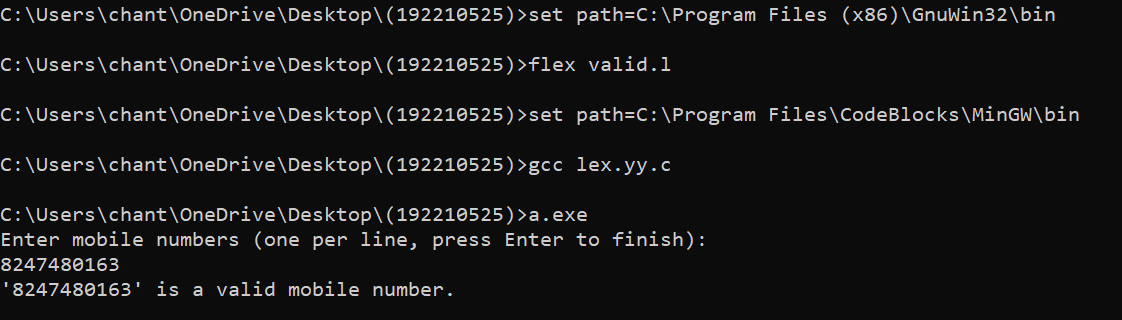 C:\Users\chant\OneDrive\Desktop\(192210525)>set path=C:\Program Files (x86)\GnuWin32\bin
C:\Users\chant\OneDrive\Desktop\(192210525)>flex valid.l
C:\Users\chant\OneDrive\Desktop\(192210525)>set path=C:\Program Files\CodeBlocks\MinGW\bin
C:\Users\chant\OneDrive\Desktop\(192210525)>gcc lex.yy.c
C:\Users\chant\OneDrive\Desktop\(192210525)>a.exe
Enter mobile numbers (one per line, press Enter to finish):
8247480163
'8247480163' is a valid mobile number.